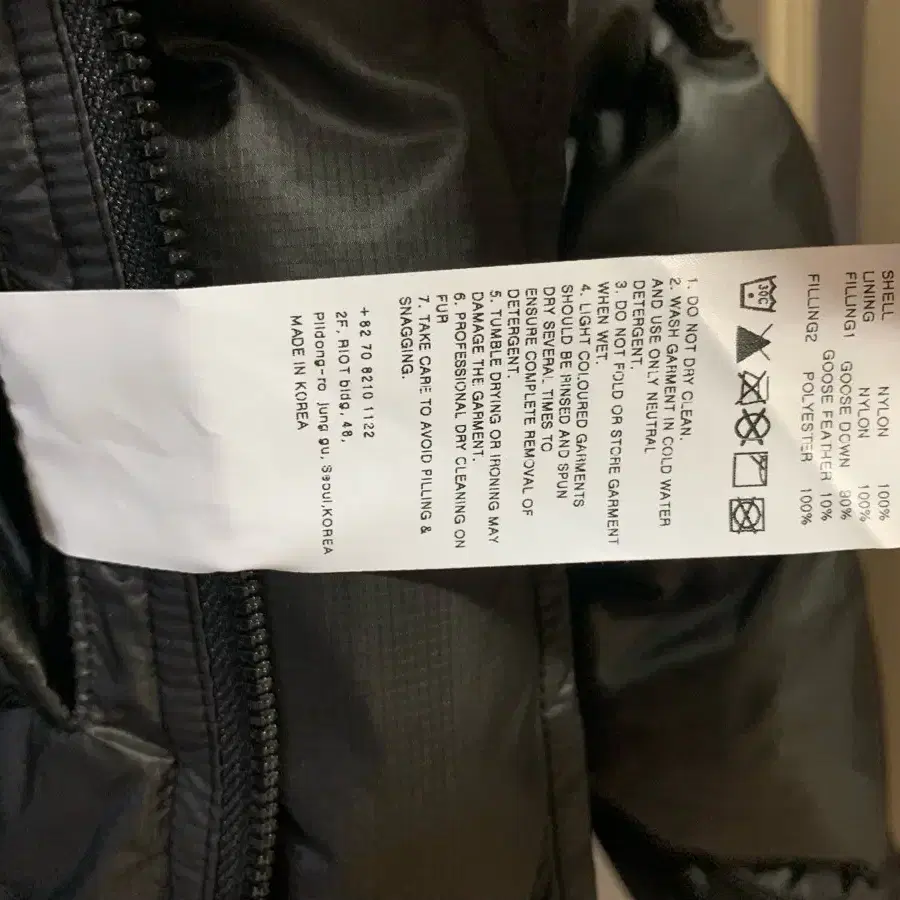 SHELL NYLON 100%
LINING NYLON 100%
FILLING1 GOOSE DOWN 90%
GOOSE FEATHER 10%
FILLING2 POLYESTER 100%
30C
1. DO NOT DRY CLEAN.
2. WASH GARMENT IN COLD WATER
AND USE ONLY NEUTRAL
DETERGENT.
3. DO NOT FOLD OR STORE GARMENT
WHEN WET.
4. LIGHT COLOURED GARMENTS
SHOULD BE RINSED AND SPUN
DRY SEVERAL TIMES TO
ENSURE COMPLETE REMOVAL OF
DETERGENT.
5. TUMBLE DRYING OR IRONING MAY
DAMAGE THE GARMENT.
6. PROFESSIONAL DRY CLEANING ON
FUR
7. TAKE CARE TO AVOID PILLING &
SNAGGING.
+82 70 8210 1122
2F, RIOT bldg, 48,
Pildong-ro jung gu, Seoul,KOREA
MADE IN KOREA